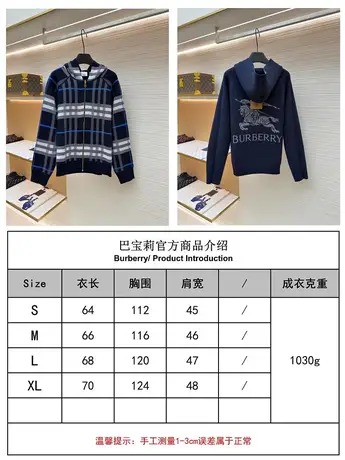 BURBERRY
巴宝莉官方商品介绍
Burberry/ Product Introduction
Size 衣长 胸围 肩宽 / 成衣克重
S 64 112 45 /
M 66 116 46 /
L 68 120 47 / 1030g
XL 70 124 48 /
/
温馨提示：手工测量1-3cm误差属于正常